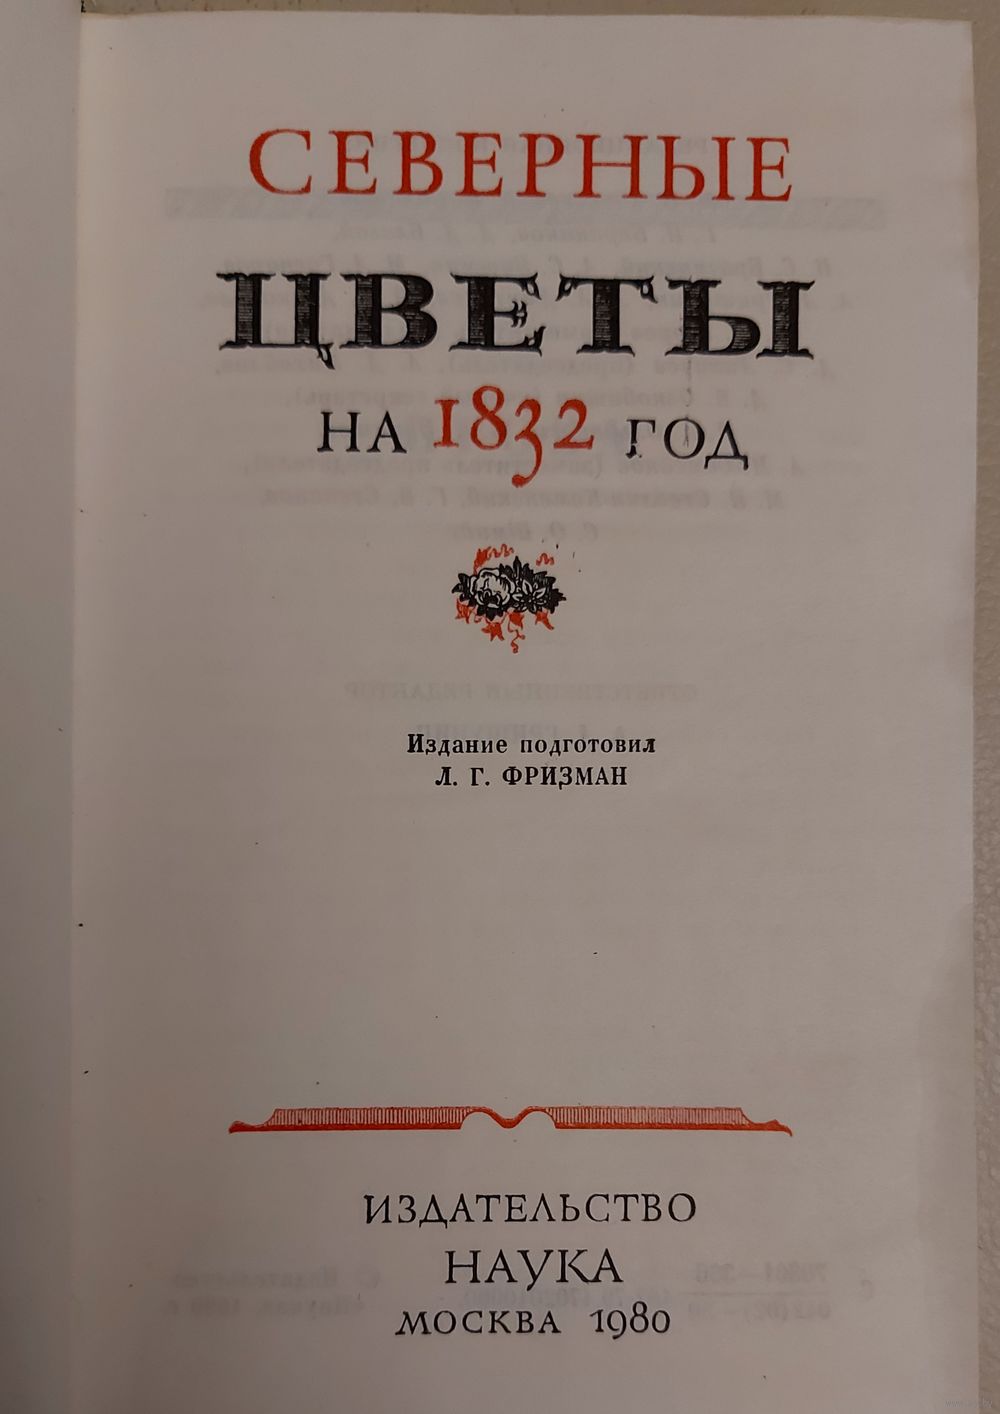 СЕВЕРНЫЕ
ЦВЕТЫ
НА 1832 ГОД
Издание подготовил
Л. Г. ФРИЗМАН
ИЗДАТЕЛЬСТВО
НАУКА
МОСКВА 1980